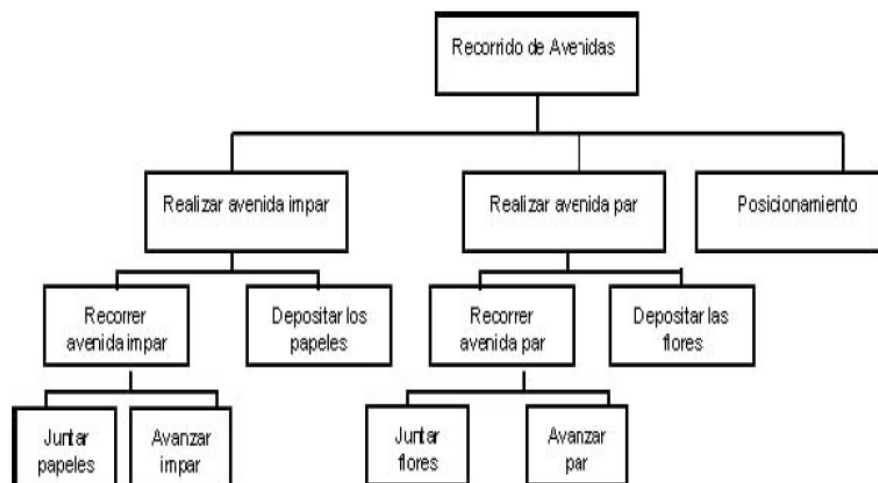 Recorrido de Avenidas
Realizar avenida impar
Realizar avenida par
Posicionamiento
Recorrer
avenida impar
Depositar los
papeles
Recorrer
avenida par
Depositar las
flores
Juntar
papeles
Avanzar
impar
Juntar
flores
Avanzar
par